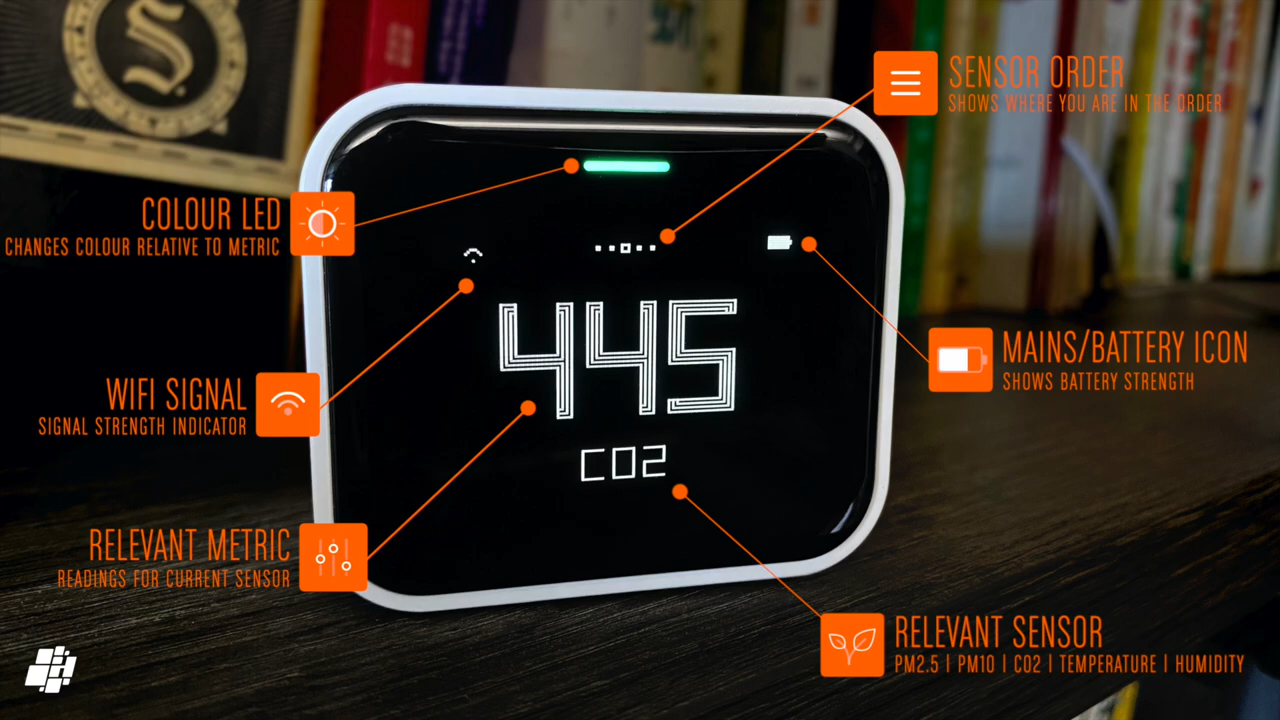 SENSOR ORDER
SHOWS WHERE YOU ARE IN THE ORDER
COLOUR LED
CHANGES COLOUR RELATIVE TO METRIC
MAINS/BATTERY ICON
SHOWS BATTERY STRENGTH
445
CO2
WIFI SIGNAL
SIGNAL STRENGTH INDICATOR
RELEVANT METRIC
READINGS FOR CURRENT SENSOR
RELEVANT SENSOR
PM2.5 | PM10 | CO2 | TEMPERATURE | HUMIDITY
S